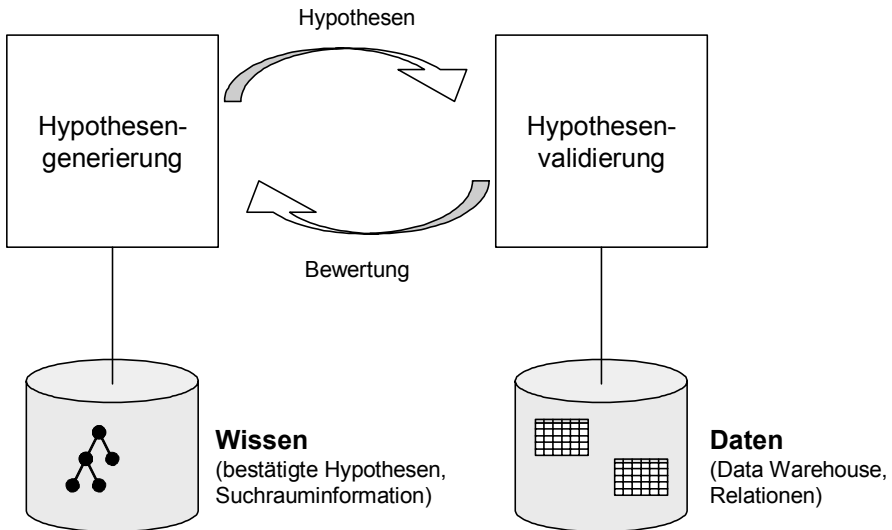 Hypothesen
Hypothesen-
generierung
Hypothesen-
validierung
Bewertung
Wissen
(bestätigte Hypothesen,
Suchrauminformation)
Daten
(Data Warehouse,
Relationen)